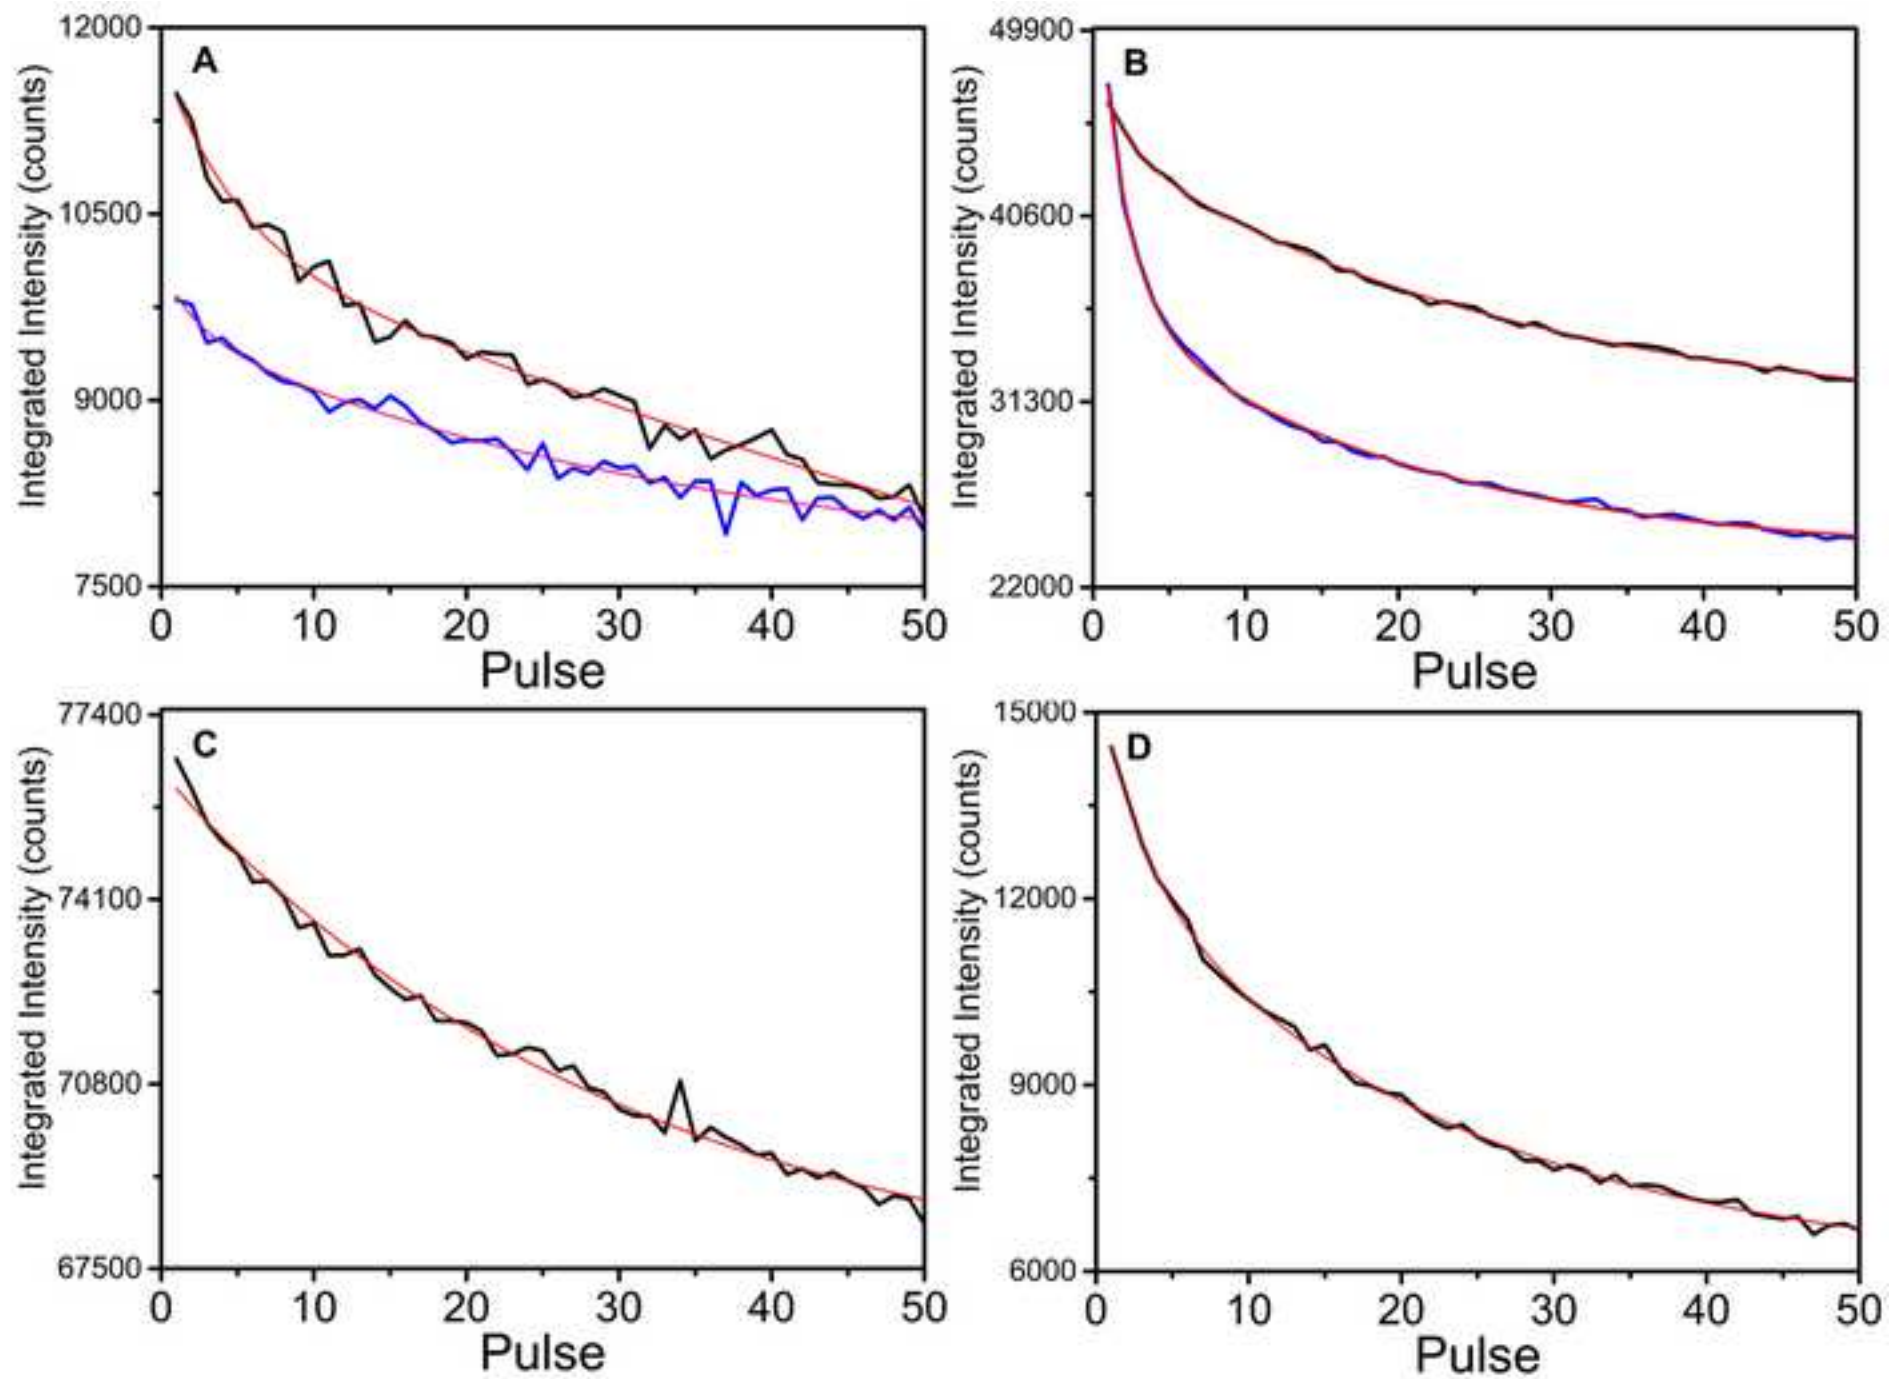 A
Integrated Intensity (counts)
12000
10500
9000
7500
0 10 20 30 40 50
Pulse
B
Integrated Intensity (counts)
49900
40600
31300
22000
0 10 20 30 40 50
Pulse
C
Integrated Intensity (counts)
77400
74100
70800
67500
0 10 20 30 40 50
Pulse
D
Integrated Intensity (counts)
15000
12000
9000
6000
0 10 20 30 40 50
Pulse